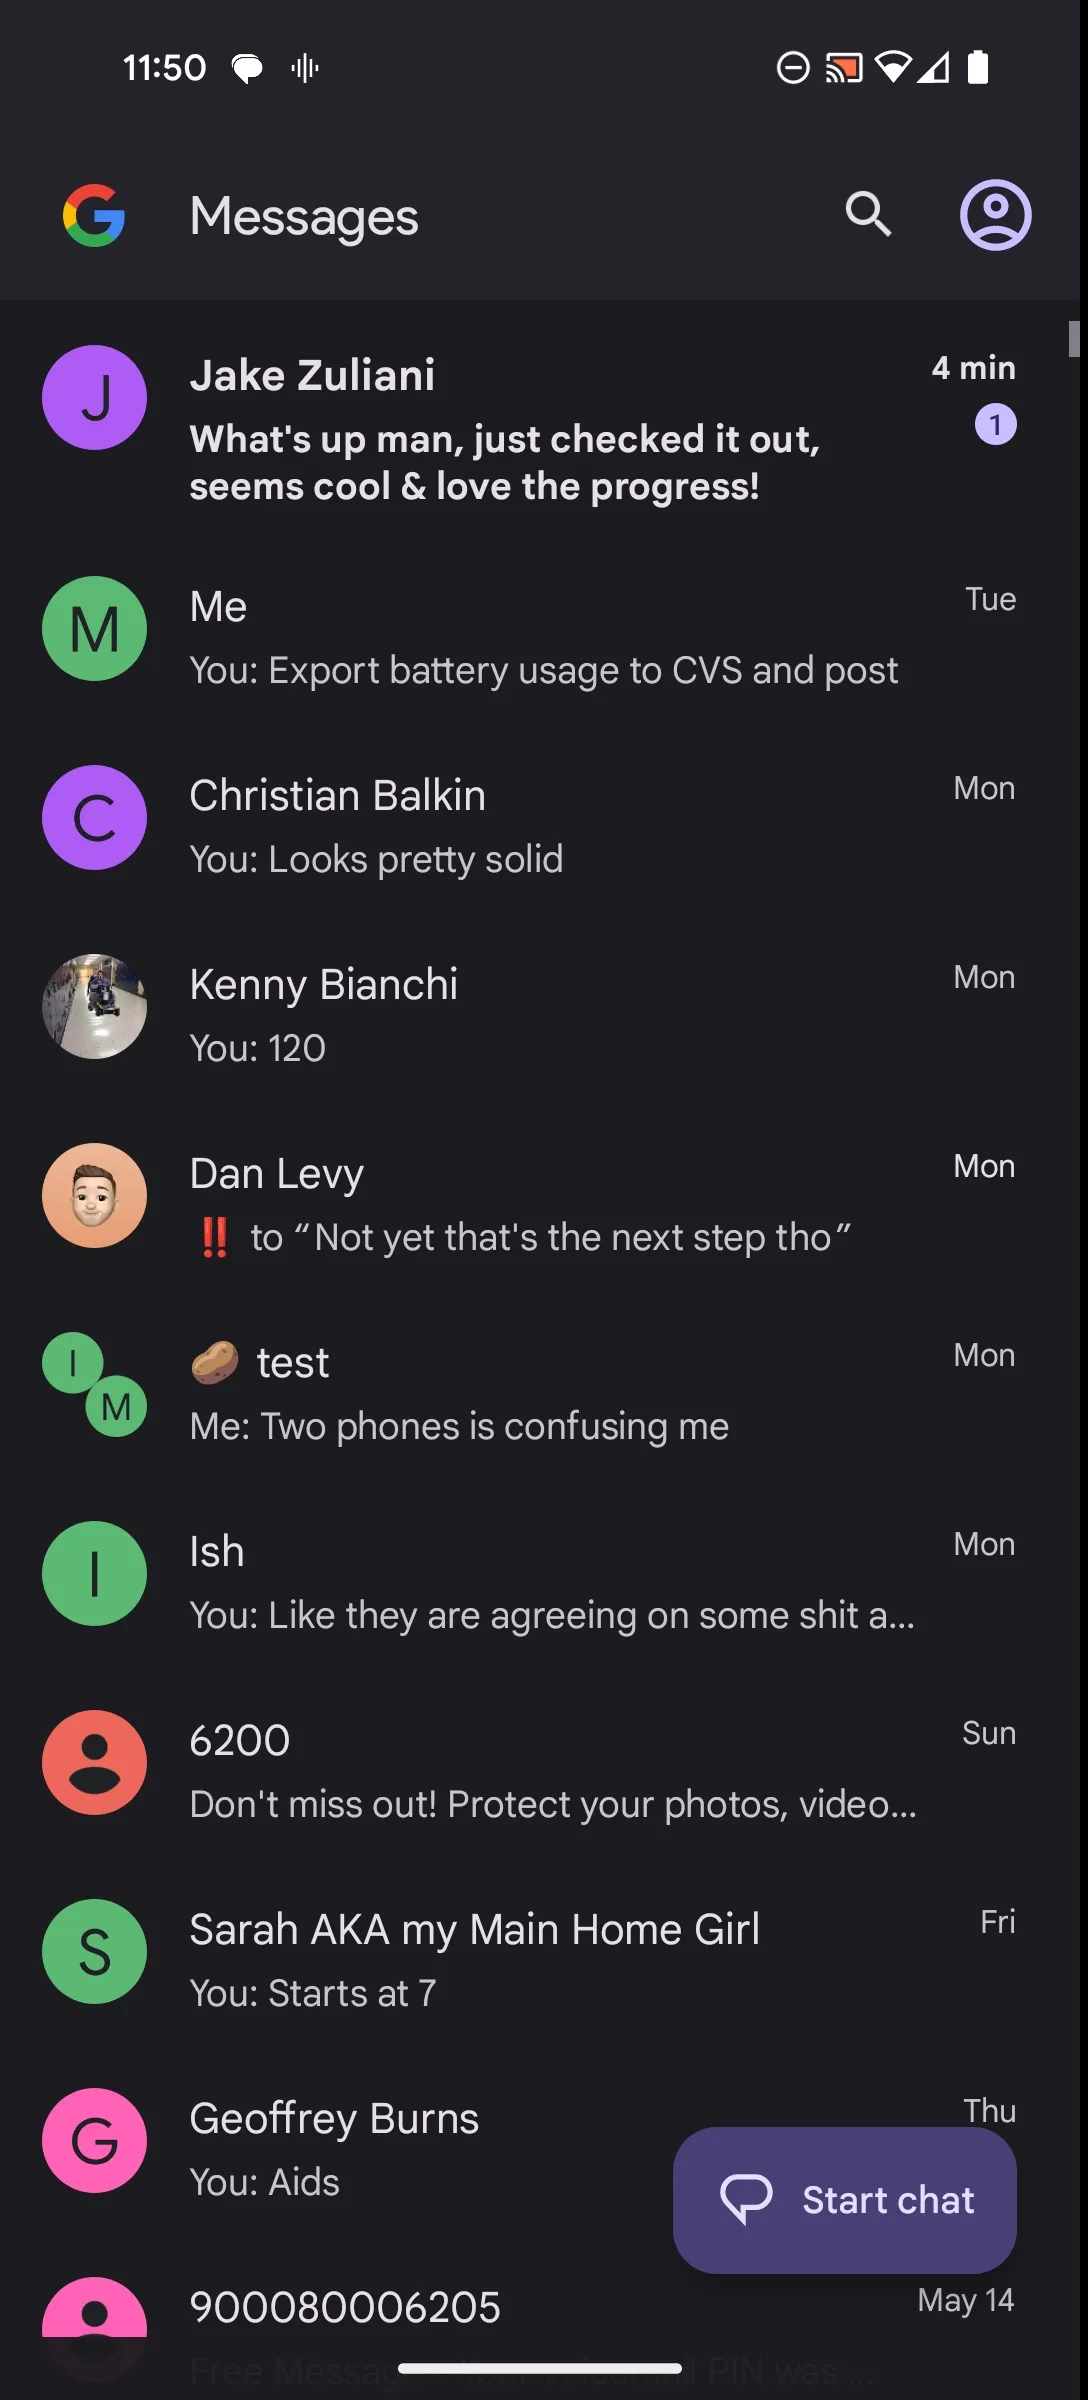 11:50
Messages
Jake Zuliani
4 min
What's up man, just checked it out,
1
seems cool & love the progress!
Me
Tue
You: Export battery usage to CVS and post
Christian Balkin
Mon
You: Looks pretty solid
Kenny Bianchi
Mon
You: 120
Dan Levy
Mon
‼️ to “Not yet that's the next step tho”
🥔 test
Mon
Me: Two phones is confusing me
Ish
Mon
You: Like they are agreeing on some shit a...
6200
Sun
Don't miss out! Protect your photos, video...
Sarah AKA my Main Home Girl
Fri
You: Starts at 7
Geoffrey Burns
Thu
You: Aids
Start chat
900080006205
May 14
Free Message voicemail PIN was ...